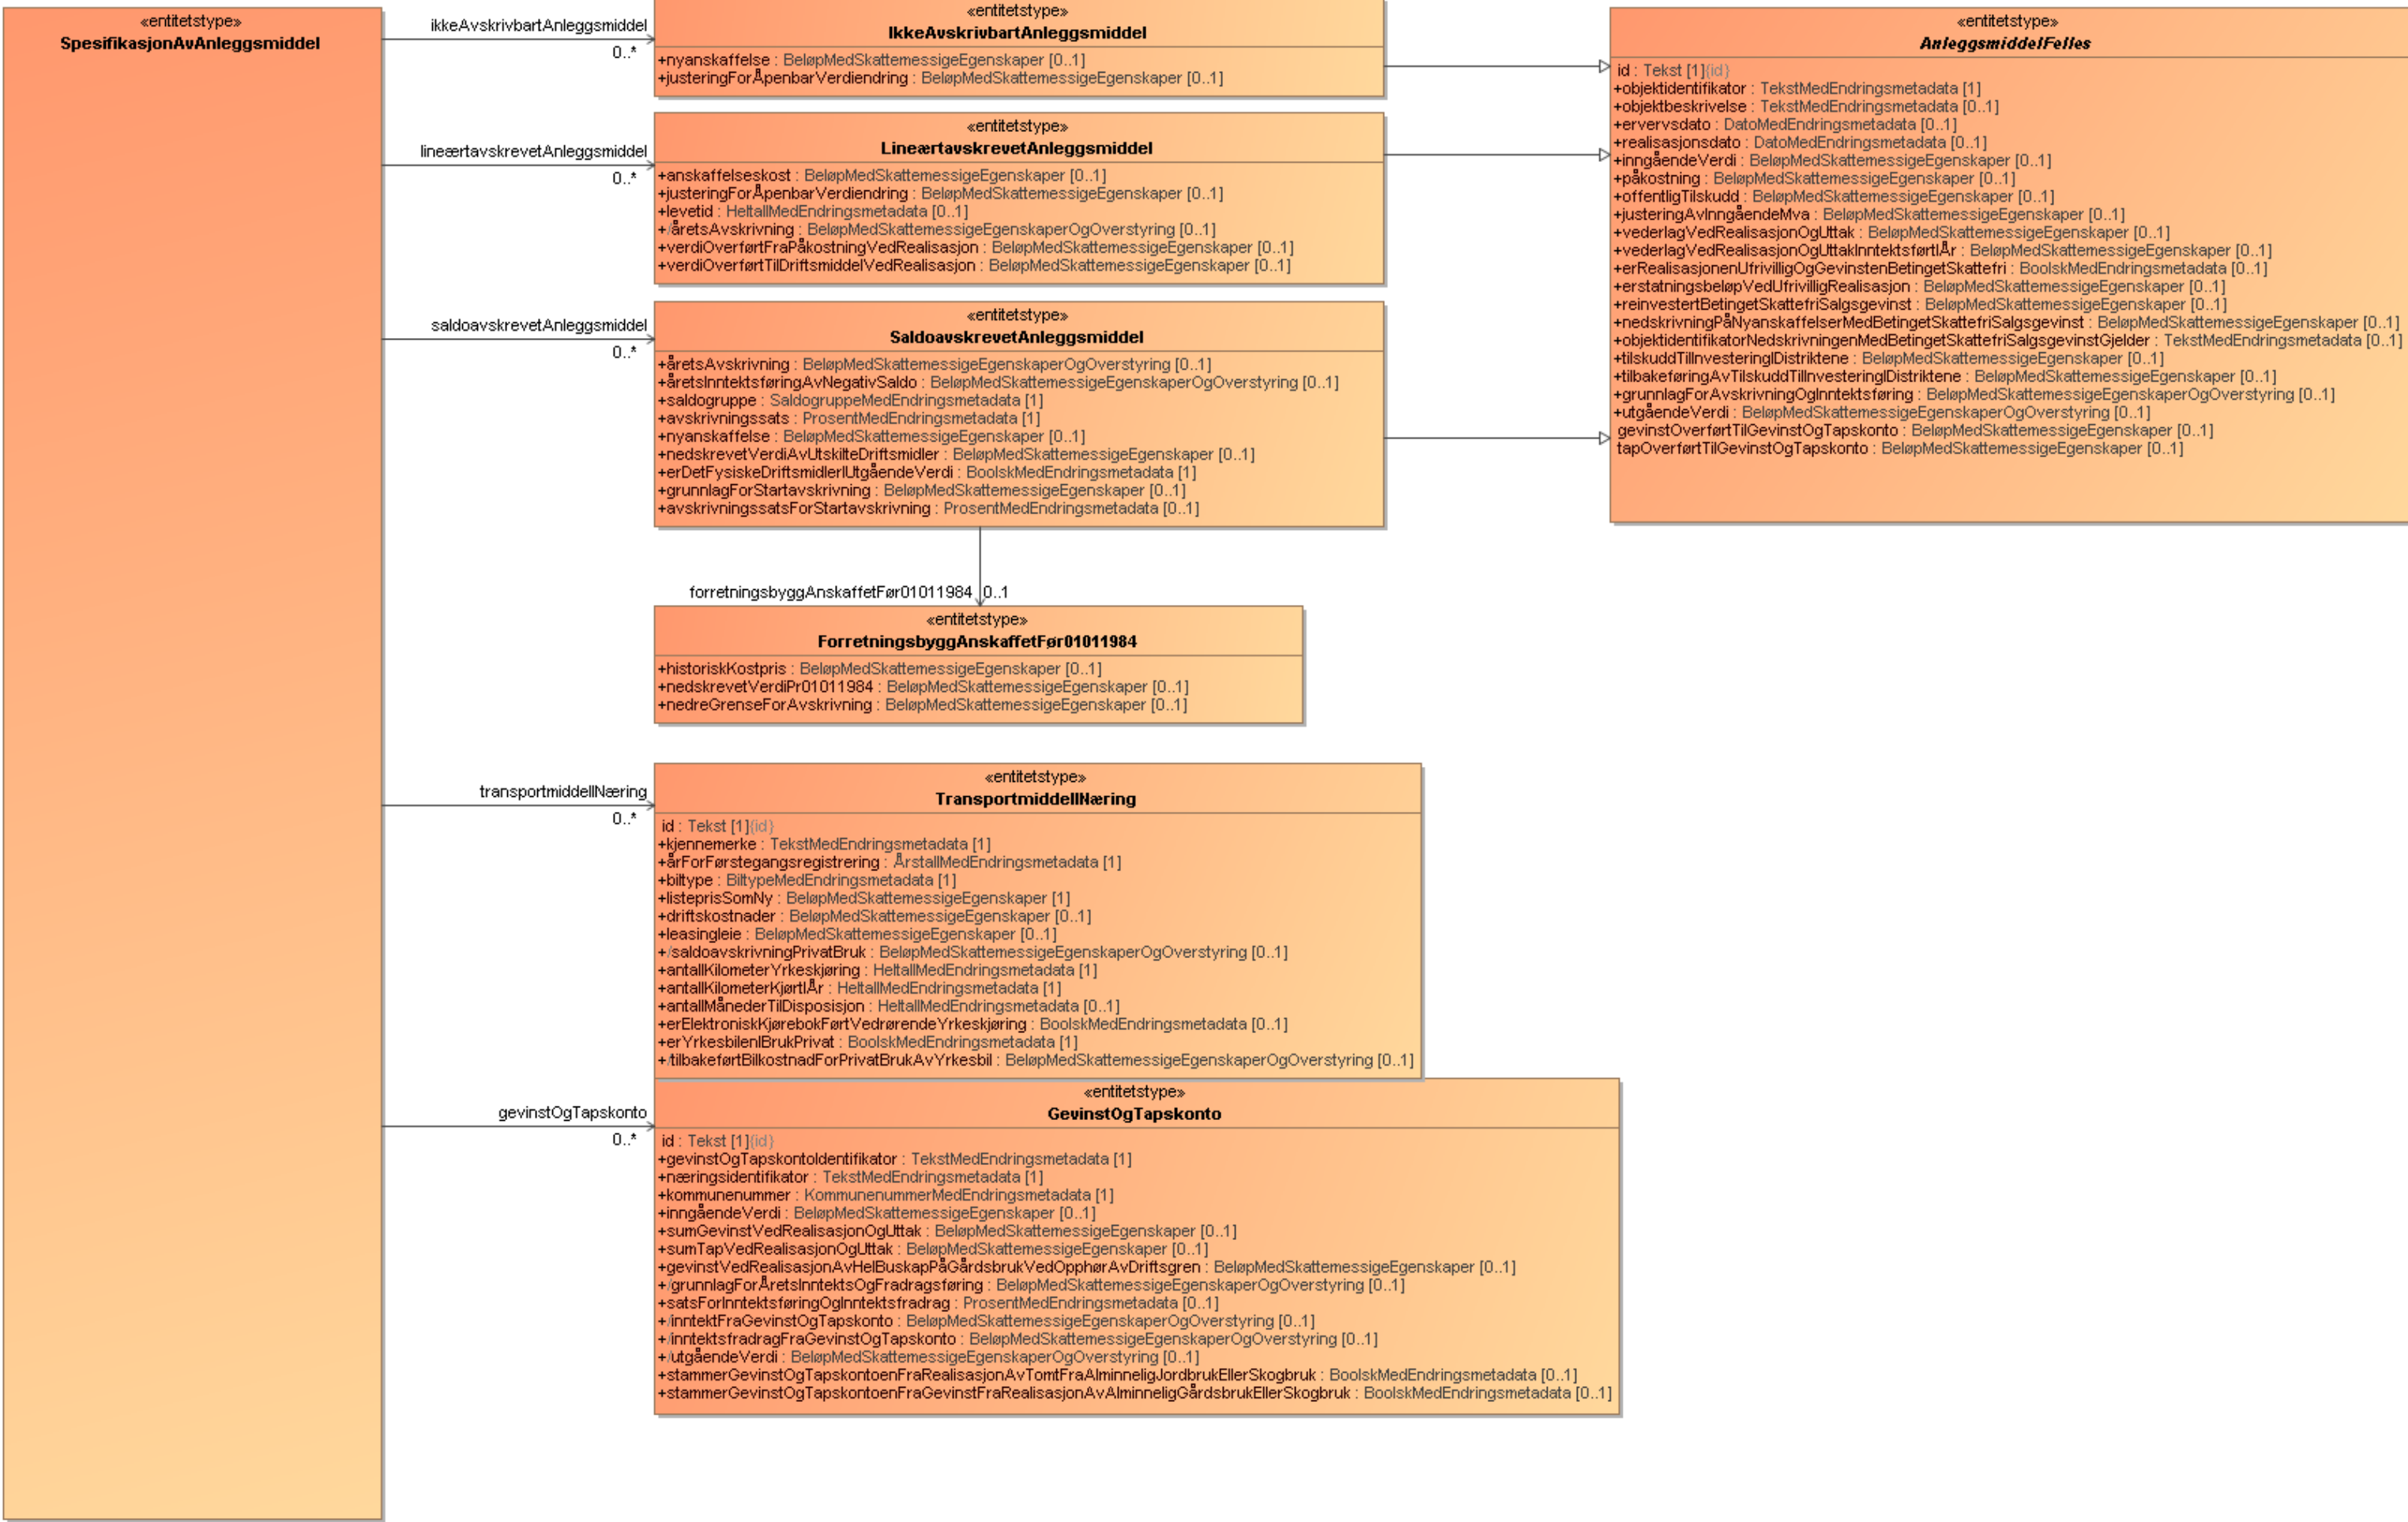 «entitetstype»
SpesifikasjonAvAnleggsmiddel
ikkeAvskrivbartAnleggsmiddel
0..*
«entitetstype»
IkkeAvskrivbartAnleggsmiddel
+nyanskaffelse : BeløpMedSkattemessigeEgenskaper [0..1]
+justeringForÅpenbarVerdiendring : BeløpMedSkattemessigeEgenskaper [0..1]
lineærtavskrevetAnleggsmiddel
0..*
«entitetstype»
LineærtavskrevetAnleggsmiddel
+anskaffelseskost : BeløpMedSkattemessigeEgenskaper [0..1]
+justeringForÅpenbarVerdiendring : BeløpMedSkattemessigeEgenskaper [0..1]
+levetid : HeltallMedEndringsmetadata [0..1]
+/åretsAvskrivning : BeløpMedSkattemessigeEgenskaperOgOverstyring [0..1]
+verdiOverførtFraPåkostningVedRealisasjon : BeløpMedSkattemessigeEgenskaper [0..1]
+verdiOverførtTilDriftsmiddelVedRealisasjon : BeløpMedSkattemessigeEgenskaper [0..1]
saldoavskrevetAnleggsmiddel
0..*
«entitetstype»
SaldoavskrevetAnleggsmiddel
+åretsAvskrivning : BeløpMedSkattemessigeEgenskaperOgOverstyring [0..1]
+åretsInntektsføringAvNegativSaldo : BeløpMedSkattemessigeEgenskaperOgOverstyring [0..1]
+saldogruppe : SaldogruppeMedEndringsmetadata [1]
+avskrivningssats : ProsentMedEndringsmetadata [1]
+nyanskaffelse : BeløpMedSkattemessigeEgenskaper [0..1]
+nedskrevetVerdiAvUtskilteDriftsmidler : BeløpMedSkattemessigeEgenskaper [0..1]
+erDetFysiskeDriftsmidlerIUtgåendeVerdi : BoolskMedEndringsmetadata [1]
+grunnlagForStartavskrivning : BeløpMedSkattemessigeEgenskaper [0..1]
+avskrivningssatsForStartavskrivning : ProsentMedEndringsmetadata [0..1]
«entitetstype»
AnleggsmiddelFelles
id : Tekst [1]{id}
+objektidentifikator : TekstMedEndringsmetadata [1]
+objektbeskrivelse : TekstMedEndringsmetadata [0..1]
+ervervsdato : DatoMedEndringsmetadata [0..1]
+realisasjonsdato : DatoMedEndringsmetadata [0..1]
+inngåendeVerdi : BeløpMedSkattemessigeEgenskaper [0..1]
+påkostning : BeløpMedSkattemessigeEgenskaper [0..1]
+offentligTilskudd : BeløpMedSkattemessigeEgenskaper [0..1]
+justeringAvInngåendeMva : BeløpMedSkattemessigeEgenskaper [0..1]
+vederlagVedRealisasjonOgUttak : BeløpMedSkattemessigeEgenskaper [0..1]
+vederlagVedRealisasjonOgUttakInntektsførtIÅr : BeløpMedSkattemessigeEgenskaper [0..1]
+erRealisasjonenUfrivilligOgGevinstenBetingetSkattefri : BoolskMedEndringsmetadata [0..1]
+erstatningsbeløpVedUfrivilligRealisasjon : BeløpMedSkattemessigeEgenskaper [0..1]
+reinvestertBetingetSkattefriSalgsgevinst : BeløpMedSkattemessigeEgenskaper [0..1]
+nedskrivningPåNyanskaffelserMedBetingetSkattefriSalgsgevinst : BeløpMedSkattemessigeEgenskaper [0..1]
+objektidentifikatorNedskrivningenMedBetingetSkattefriSalgsgevinstGjelder : TekstMedEndringsmetadata [0..1]
+tilskuddTilInvesteringIDistriktene : BeløpMedSkattemessigeEgenskaper [0..1]
+tilbakeføringAvTilskuddTilInvesteringIDistriktene : BeløpMedSkattemessigeEgenskaper [0..1]
+grunnlagForAvskrivningOgInntektsføring : BeløpMedSkattemessigeEgenskaperOgOverstyring [0..1]
+utgåendeVerdi : BeløpMedSkattemessigeEgenskaperOgOverstyring [0..1]
gevinstOverførtTilGevinstOgTapskonto : BeløpMedSkattemessigeEgenskaper [0..1]
tapOverførtTilGevinstOgTapskonto : BeløpMedSkattemessigeEgenskaper [0..1]
forretningsbyggAnskaffetFør01011984 0..1
«entitetstype»
ForretningsbyggAnskaffetFør01011984
+historiskKostpris : BeløpMedSkattemessigeEgenskaper [0..1]
+nedskrevetVerdiPr01011984 : BeløpMedSkattemessigeEgenskaper [0..1]
+nedreGrenseForAvskrivning : BeløpMedSkattemessigeEgenskaper [0..1]
transportmiddelINæring
0..*
«entitetstype»
TransportmiddelINæring
id : Tekst [1]{id}
+kjennemerke : TekstMedEndringsmetadata [1]
+årForFørstegangsregistrering : ÅrstallMedEndringsmetadata [1]
+biltype : BiltypeMedEndringsmetadata [1]
+listeprisSomNy : BeløpMedSkattemessigeEgenskaper [1]
+driftskostnader : BeløpMedSkattemessigeEgenskaper [0..1]
+leasingleie : BeløpMedSkattemessigeEgenskaper [0..1]
+/saldoavskrivningPrivatBruk : BeløpMedSkattemessigeEgenskaperOgOverstyring [0..1]
+antallKilometerYrkeskjøring : HeltallMedEndringsmetadata [1]
+antallKilometerKjørtIÅr : HeltallMedEndringsmetadata [1]
+antallMånederTilDisposisjon : HeltallMedEndringsmetadata [0..1]
+erElektroniskKjørebokFørtVedrørendeYrkeskjøring : BoolskMedEndringsmetadata [0..1]
+erYrkesbilenIBrukPrivat : BoolskMedEndringsmetadata [1]
+/tilbakeførtBilkostnadForPrivatBrukAvYrkesbil : BeløpMedSkattemessigeEgenskaperOgOverstyring [0..1]
gevinstOgTapskonto
0..*
«entitetstype»
GevinstOgTapskonto
id : Tekst [1]{id}
+gevinstOgTapskontoIdentifikator : TekstMedEndringsmetadata [1]
+næringsidentifikator : TekstMedEndringsmetadata [1]
+kommunenummer : KommunenummerMedEndringsmetadata [1]
+inngåendeVerdi : BeløpMedSkattemessigeEgenskaper [0..1]
+sumGevinstVedRealisasjonOgUttak : BeløpMedSkattemessigeEgenskaper [0..1]
+sumTapVedRealisasjonOgUttak : BeløpMedSkattemessigeEgenskaper [0..1]
+gevinstVedRealisasjonAvHelBuskapPåGårdsbrukVedOpphørAvDriftsgren : BeløpMedSkattemessigeEgenskaper [0..1]
+/grunnlagForÅretsInntektsOgFradragsføring : BeløpMedSkattemessigeEgenskaperOgOverstyring [0..1]
+satsForInntektsføringOgInntektsfradrag : ProsentMedEndringsmetadata [0..1]
+/inntektFraGevinstOgTapskonto : BeløpMedSkattemessigeEgenskaperOgOverstyring [0..1]
+/inntektsfradragFraGevinstOgTapskonto : BeløpMedSkattemessigeEgenskaperOgOverstyring [0..1]
+/utgåendeVerdi : BeløpMedSkattemessigeEgenskaperOgOverstyring [0..1]
+stammerGevinstOgTapskontoenFraRealisasjonAvTomtFraAlminneligJordbrukEllerSkogbruk : BoolskMedEndringsmetadata [0..1]
+stammerGevinstOgTapskontoenFraGevinstFraRealisasjonAvAlminneligGårdsbrukEllerSkogbruk : BoolskMedEndringsmetadata [0..1]